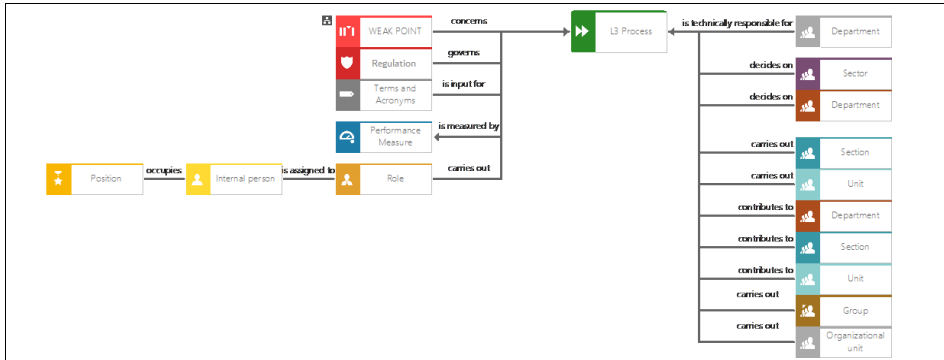 concerns
WEAK POINT
L3 Process
is technically responsible for
Department
governs
Regulation
decides on
Sector
is input for
Terms and
Acronyms
decides on
Department
is measured by
Performance
Measure
carries out
Section
Position
occupies
Internal person
is assigned to
Role
carries out
carries out
Unit
contributes to
Department
contributes to
Section
contributes to
Unit
carries out
Group
carries out
Organizational
unit